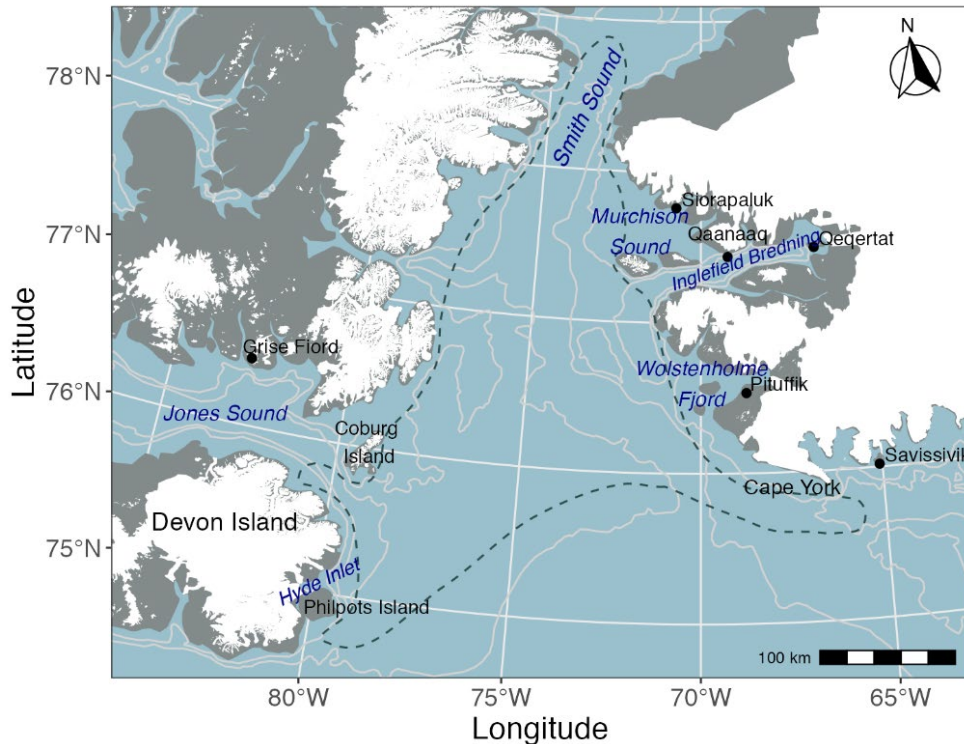 N
78°N
77°N
76°N
75°N
Latitude
Smith Sound
Siorapaluk
Murchison
Sound
Qaanaaq
Qeqertat
Inglefield Bredning
Grise Fiord
Wolstenholme
Fjord
Pituffik
Jones Sound
Coburg
Island
Savissivik
Cape York
Devon Island
Hyde Inlet
Philpots Island
100 km
80°W
75°W
70°W
65°W
Longitude